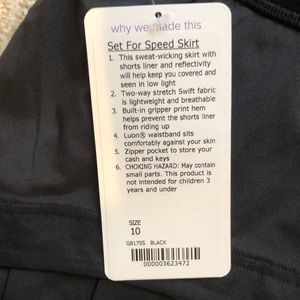 why we made this
Set For Speed Skirt
1. This sweat-wicking skirt with
shorts liner and reflectivity
will help keep you covered and
seen in low light
2. Two-way stretch Swift fabric
is lightweight and breathable
3. Built-in gripper print hem
helps prevent the shorts liner
from riding up
4. Luon® waistband sits
comfortably against your skin
5. Zipper pocket to store your
cash and keys
6. CHOKING HAZARD: May contain
small parts. This product is
not intended for children 3
years and under
SIZE
10
GB175S BLACK
000003623472